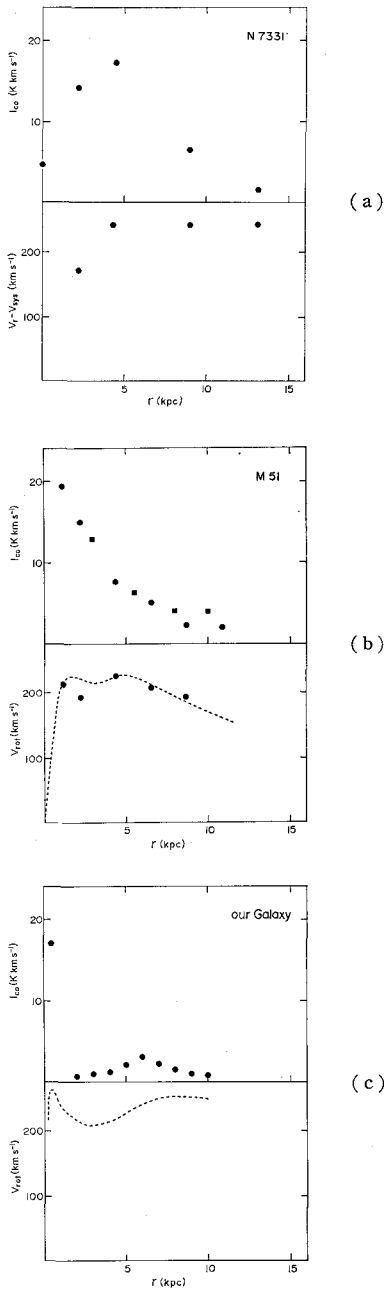 N 7331
I_co (K km s⁻¹)
20
10
V_r-V_sys (km s⁻¹)
200
100
5
10
15
r (kpc)
(a)
M 51
I_co (K km s⁻¹)
20
10
V_rot (km s⁻¹)
200
100
5
10
15
r (kpc)
(b)
our Galaxy
I_co (K km s⁻¹)
20
10
V_rot (km s⁻¹)
200
100
5
10
15
r (kpc)
(c)